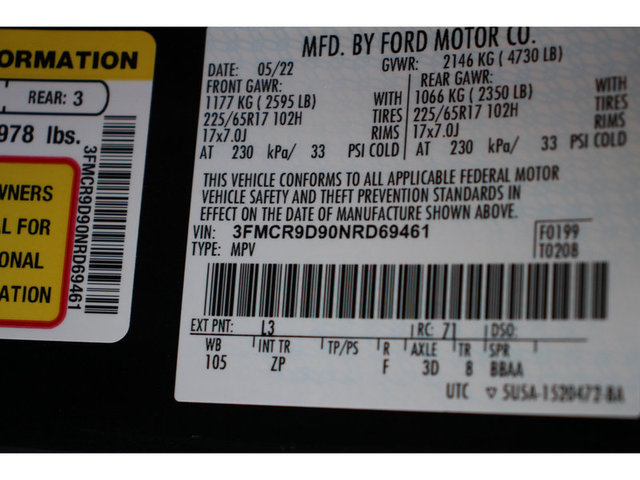 ORMATION
REAR: 3
978 lbs.
WNERS
L FOR
ONAL
ATION
3FMCR9D90NRD69461
MFD. BY FORD MOTOR CO.
DATE: 05/22 GVWR: 2146 KG ( 4730 LB)
FRONT GAWR: REAR GAWR:
1177 KG ( 2595 LB) WITH 1066 KG ( 2350 LB) WITH
225/65R17 102H TIRES 225/65R17 102H TIRES
17x7.0J RIMS 17x7.0J RIMS
AT 230 kPa/ 33 PSI COLD AT 230 kPa/ 33 PSI COLD
THIS VEHICLE CONFORMS TO ALL APPLICABLE FEDERAL MOTOR
VEHICLE SAFETY AND THEFT PREVENTION STANDARDS IN
EFFECT ON THE DATE OF MANUFACTURE SHOWN ABOVE.
VIN: 3FMCR9D90NRD69461 F0199
TYPE: MPV T0208
EXT PNT: L3 RC: 71 DSO:
WB INT TR TP/PS R AXLE TR SPR
105 ZP F 3D 8 BBAA
UTC 5U5A-1520472-BA